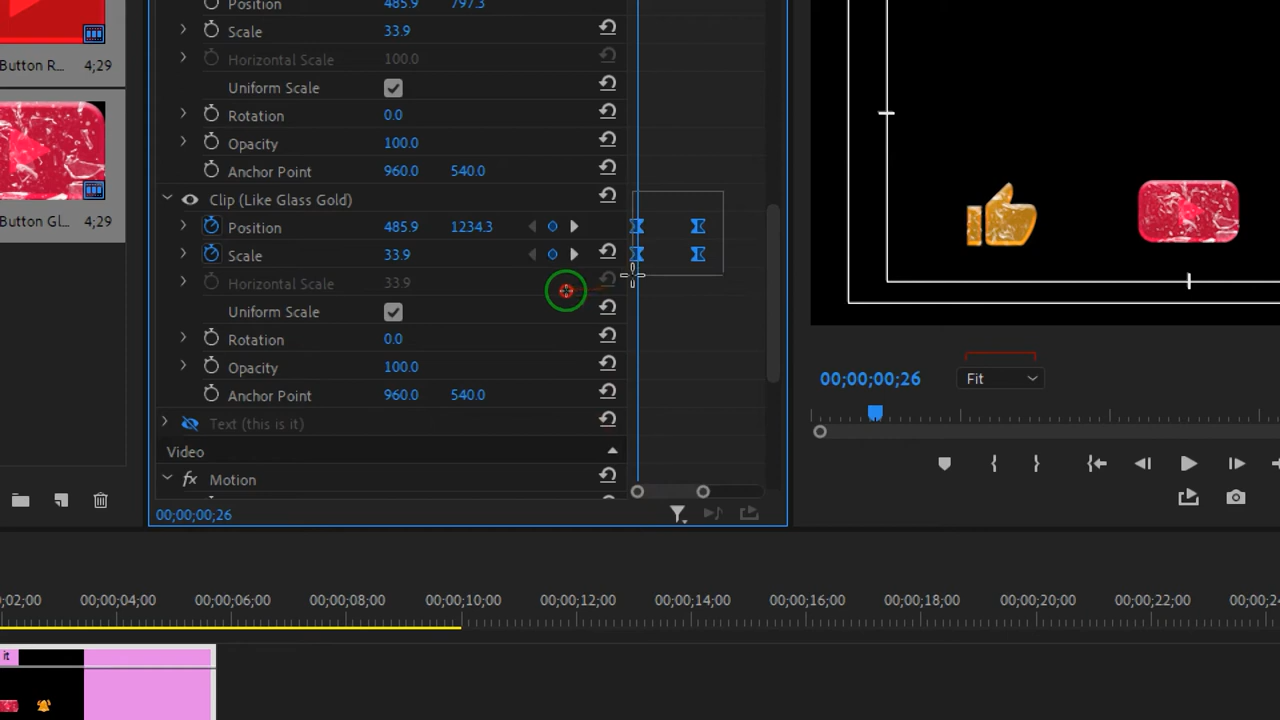 Position 485.9 797.3
Scale 33.9
Horizontal Scale 100.0
Uniform Scale
Rotation 0.0
Opacity 100.0
Anchor Point 960.0 540.0
Clip (Like Glass Gold)
Position 485.9 1234.3
Scale 33.9
Horizontal Scale 33.9
Uniform Scale
Rotation 0.0
Opacity 100.0
Anchor Point 960.0 540.0
Text (this is it)
Video
fx Motion
00;00;00;26
Button R... 4;29
Button Gl... 4;29
00;00;00;26 Fit
;02;00 00;00;04;00 00;00;06;00 00;00;08;00 00;00;10;00 00;00;12;00 00;00;14;00 00;00;16;00 00;00;18;00 00;00;20;00 00;00;22;00 00;00;24
it